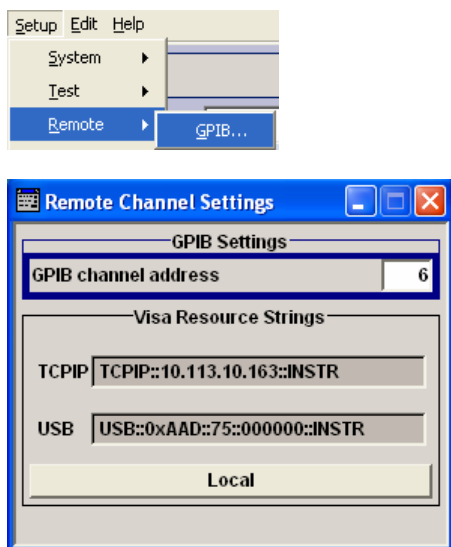 Setup Edit Help
System
Test
Remote
GPIB...
Remote Channel Settings
GPIB Settings
GPIB channel address 6
Visa Resource Strings
TCPIP TCPIP::10.113.10.163::INSTR
USB USB::0xAAD::75::000000::INSTR
Local